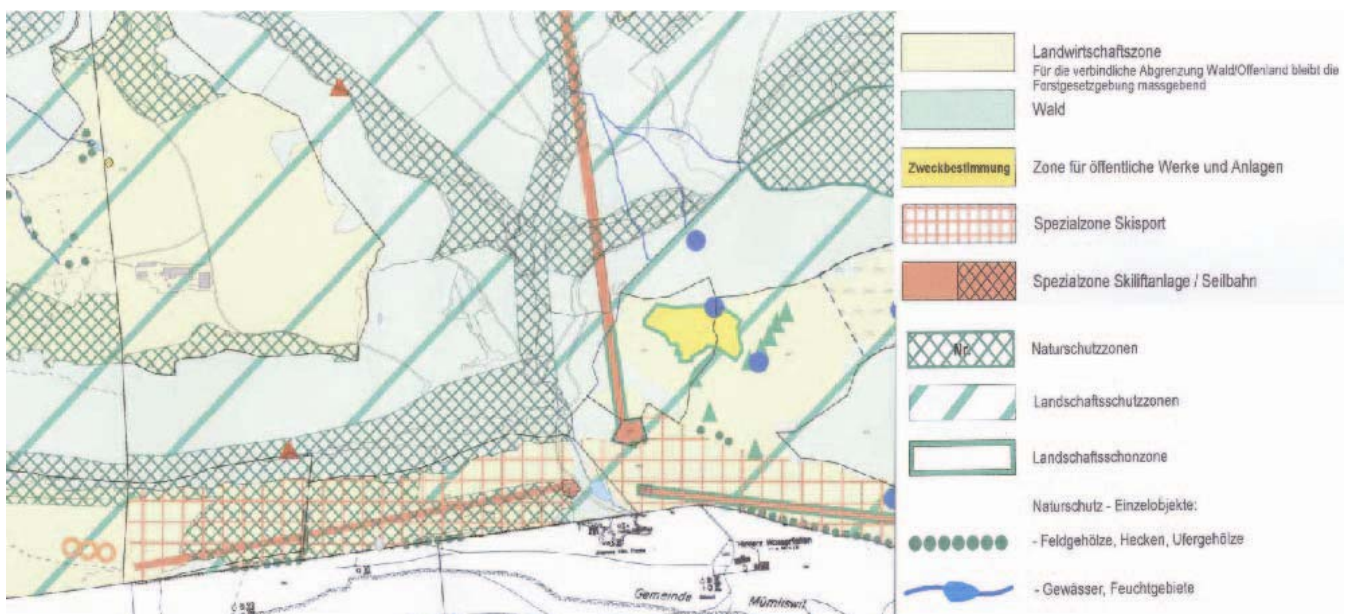 Landwirtschaftszone
Für die verbindliche Abgrenzung Wald/Offenland bleibt die
Forstgesetzgebung massgebend
Wald
Zweckbestimmung
Zone für öffentliche Werke und Anlagen
Spezialzone Skisport
Spezialzone Skiliftanlage / Seilbahn
Nr.
Naturschutzzonen
Landschaftsschutzzonen
Landschaftsschonzone
Naturschutz - Einzelobjekte:
- Feldgehölze, Hecken, Ufergehölze
- Gewässer, Feuchtgebiete
Gemeinde Mümliswil